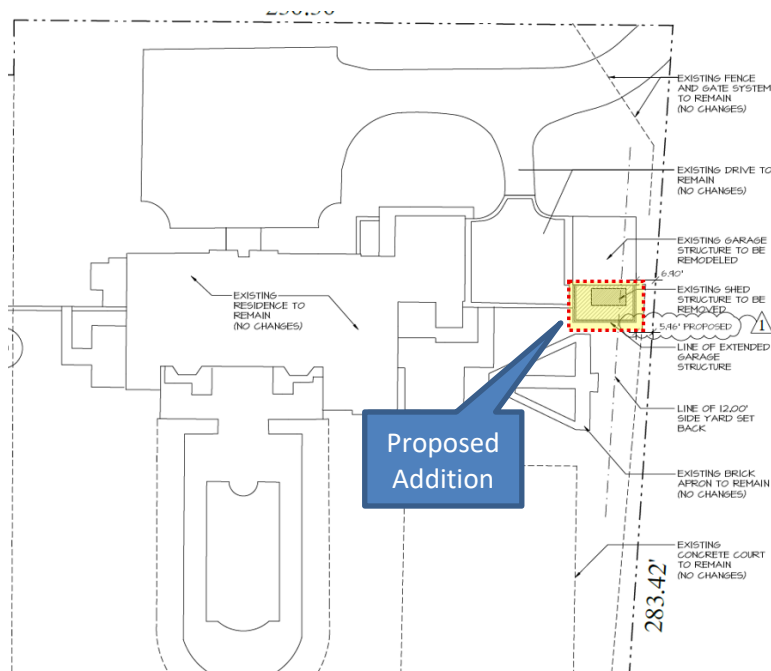 EXISTING FENCE
AND GATE SYSTEM
TO REMAIN
(NO CHANGES)
EXISTING DRIVE TO
REMAIN
(NO CHANGES)
EXISTING GARAGE
STRUCTURE TO BE
REMODELED
6.90'
EXISTING SHED
STRUCTURE TO BE
REMOVED
5.46' PROPOSED
1
LINE OF EXTENDED
GARAGE
STRUCTURE
EXISTING
RESIDENCE TO
REMAIN
(NO CHANGES)
Proposed
Addition
LINE OF 12.00'
SIDE YARD SET
BACK
EXISTING BRICK
APRON TO REMAIN
(NO CHANGES)
EXISTING
CONCRETE COURT
TO REMAIN
(NO CHANGES)
283.42'